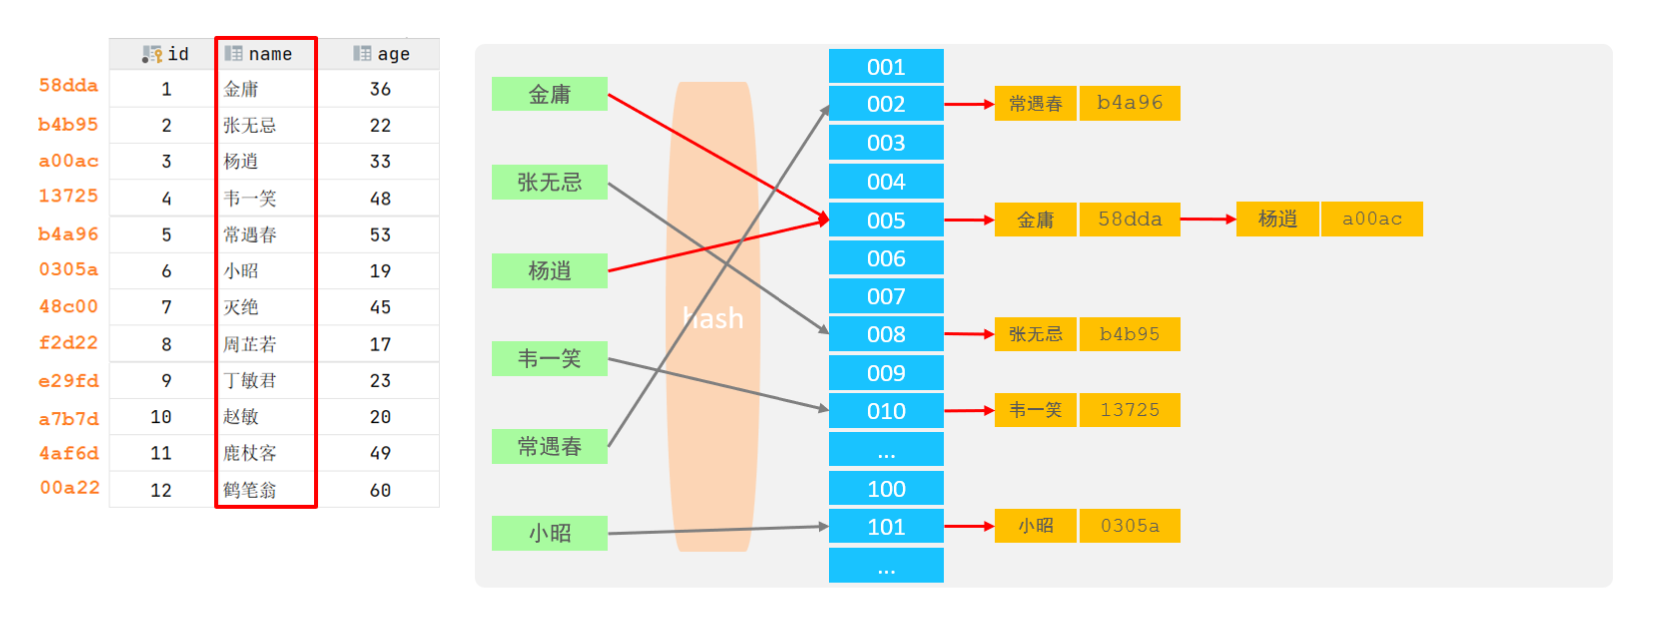 id name age
58dda 1 金庸 36
b4b95 2 张无忌 22
a00ac 3 杨逍 33
13725 4 韦一笑 48
b4a96 5 常遇春 53
0305a 6 小昭 19
48c00 7 灭绝 45
f2d22 8 周芷若 17
e29fd 9 丁敏君 23
a7b7d 10 赵敏 20
4af6d 11 鹿杖客 49
00a22 12 鹤笔翁 60
金庸
张无忌
杨逍
韦一笑
常遇春
小昭
hash
001
002 常遇春 b4a96
003
004
005 金庸 58dda 杨逍 a00ac
006
007
008 张无忌 b4b95
009
010 韦一笑 13725
...
100
101 小昭 0305a
...